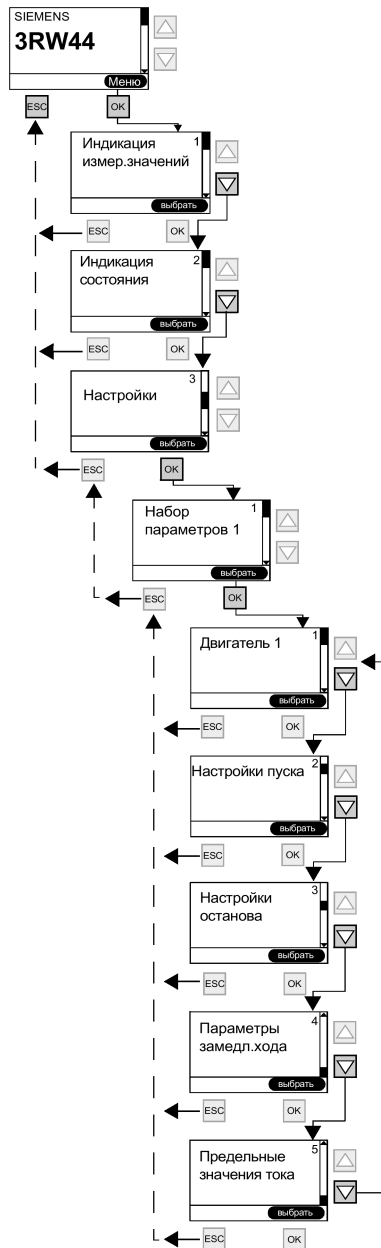 SIEMENS
3RW44
Меню
ESC OK
Индикация 1
измер.значений
выбрать
ESC OK
Индикация 2
состояния
выбрать
ESC OK
3
Настройки
выбрать
ESC OK
Набор 1
параметров 1
выбрать
ESC OK
Двигатель 1 1
выбрать
ESC OK
Настройки пуска 2
выбрать
ESC OK
Настройки 3
останова
выбрать
ESC OK
Параметры 4
замедл.хода
выбрать
ESC OK
Предельные 5
значения тока
выбрать
ESC OK